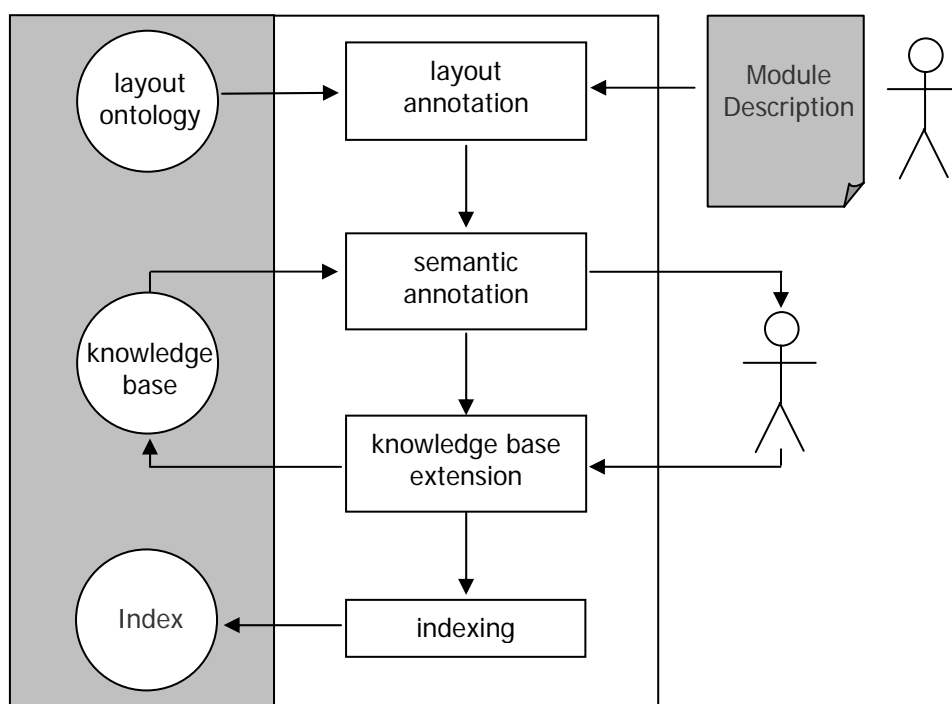 layout
ontology
layout
annotation
Module
Description
semantic
annotation
knowledge
base
knowledge base
extension
Index
indexing